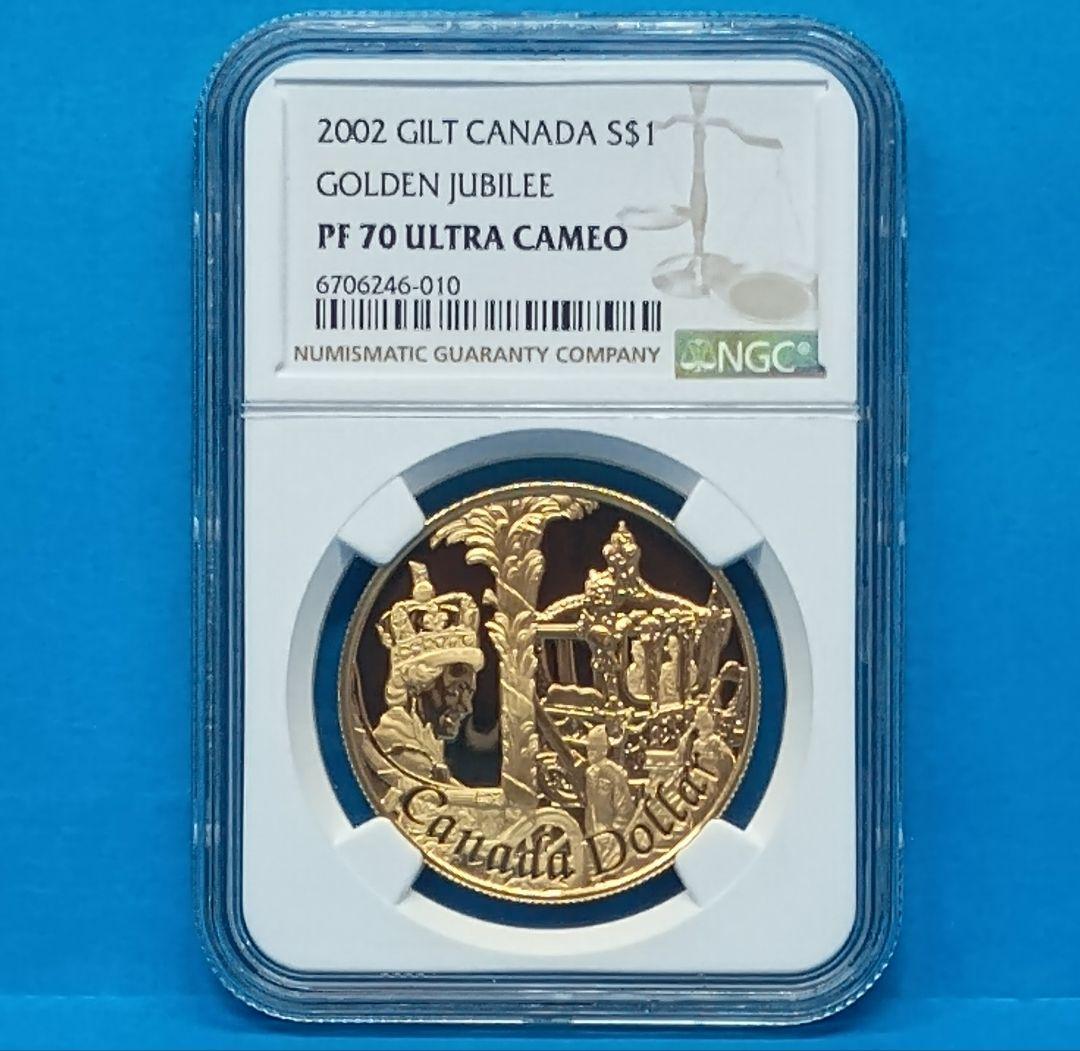 2002 GILT CANADA S$1
GOLDEN JUBILEE
PF 70 ULTRA CAMEO
6706246-010
NUMISMATIC GUARANTY COMPANY
NGC®
Canada Dollar